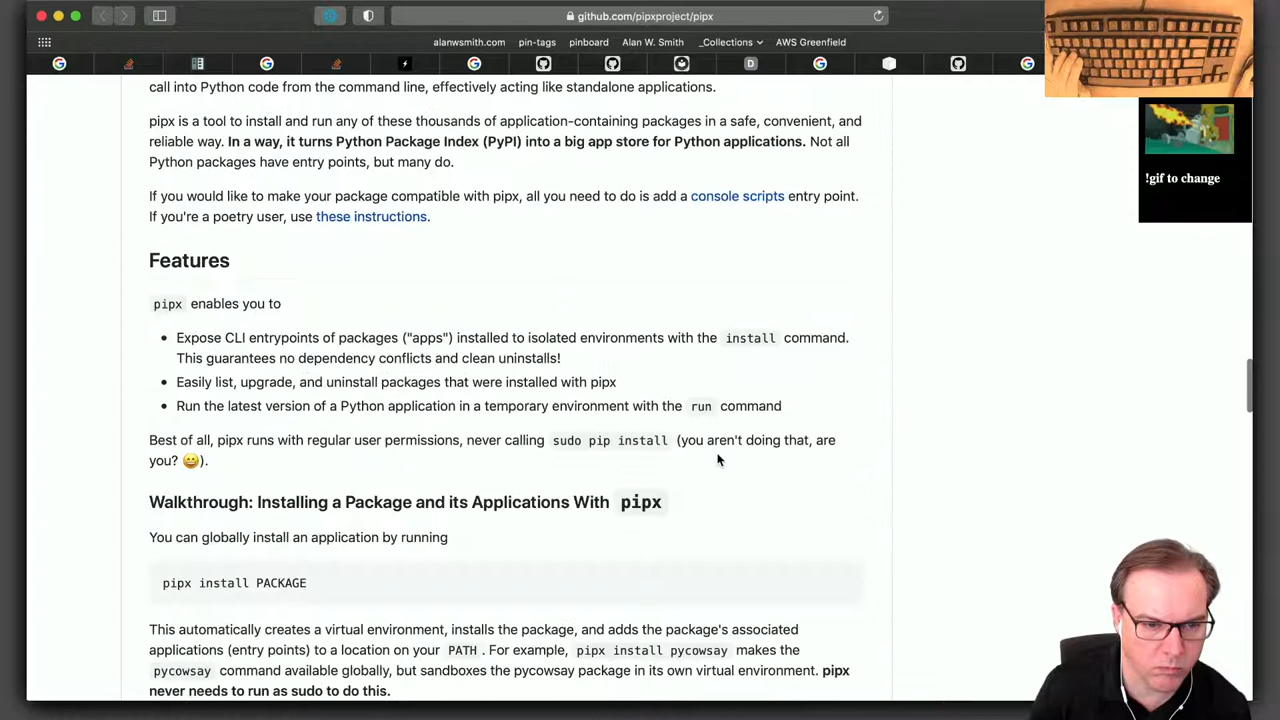 github.com/pipxproject/pipx
alanwsmith.com pin-tags pinboard Alan W. Smith _Collections AWS Greenfield
call into Python code from the command line, effectively acting like standalone applications.
pipx is a tool to install and run any of these thousands of application-containing packages in a safe, convenient, and
reliable way. In a way, it turns Python Package Index (PyPI) into a big app store for Python applications. Not all
Python packages have entry points, but many do.
If you would like to make your package compatible with pipx, all you need to do is add a console scripts entry point.
If you're a poetry user, use these instructions.
Features
pipx enables you to
• Expose CLI entrypoints of packages ("apps") installed to isolated environments with the install command.
This guarantees no dependency conflicts and clean uninstalls!
• Easily list, upgrade, and uninstall packages that were installed with pipx
• Run the latest version of a Python application in a temporary environment with the run command
Best of all, pipx runs with regular user permissions, never calling sudo pip install (you aren't doing that, are
you? 😄).
Walkthrough: Installing a Package and its Applications With pipx
You can globally install an application by running
pipx install PACKAGE
This automatically creates a virtual environment, installs the package, and adds the package's associated
applications (entry points) to a location on your PATH. For example, pipx install pycowsay makes the
pycowsay command available globally, but sandboxes the pycowsay package in its own virtual environment. pipx
never needs to run as sudo to do this.
!gif to change